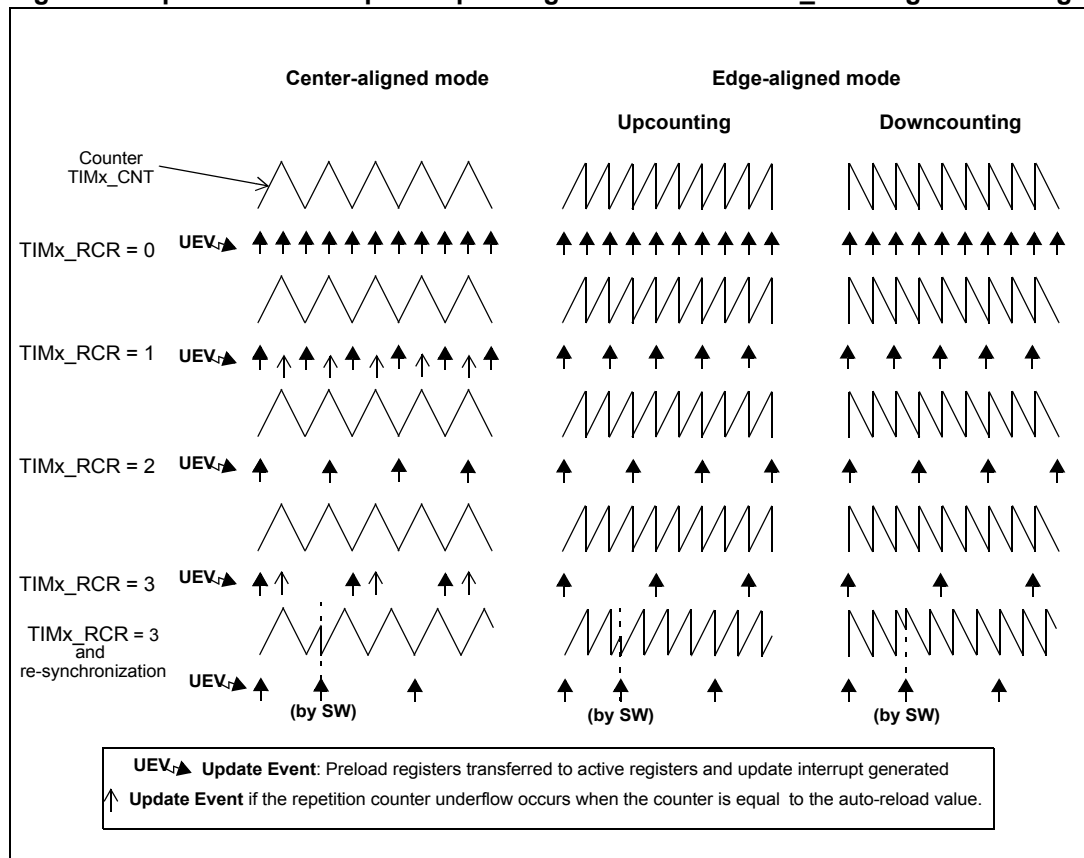 Center-aligned mode
Edge-aligned mode
Upcounting
Downcounting
Counter
TIMx_CNT
TIMx_RCR = 0
UEV
TIMx_RCR = 1
UEV
TIMx_RCR = 2
UEV
TIMx_RCR = 3
UEV
TIMx_RCR = 3
and
re-synchronization
UEV
(by SW)
(by SW)
(by SW)
UEV Update Event: Preload registers transferred to active registers and update interrupt generated
Update Event if the repetition counter underflow occurs when the counter is equal to the auto-reload value.